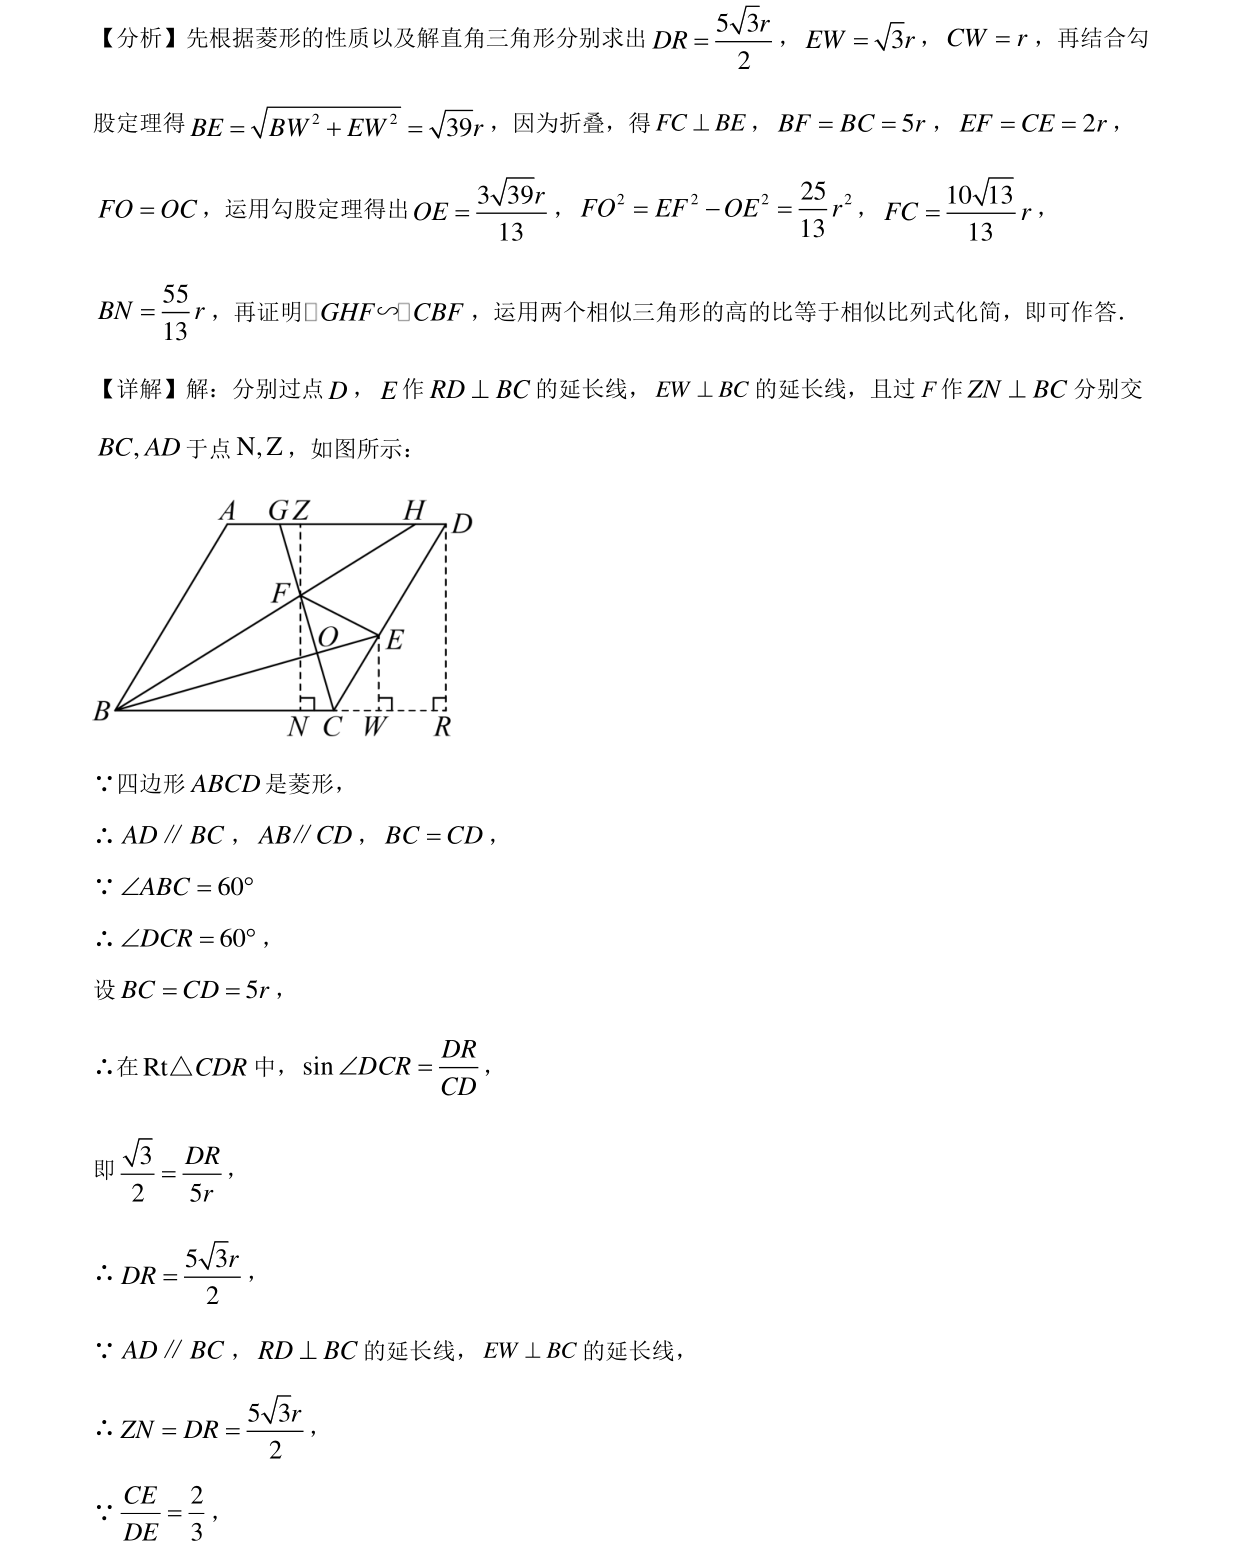 【分析】先根据菱形的性质以及解直角三角形分别求出 DR = 5√3r/2， EW = √3r， CW = r，再结合勾
股定理得 BE = √(BW² + EW²) = √39r，因为折叠，得 FC ⊥ BE， BF = BC = 5r， EF = CE = 2r，
FO = OC，运用勾股定理得出 OE = 3√39r/13， FO² = EF² − OE² = 25/13 r²， FC = 10√13/13 r，
BN = 55/13 r，再证明□GHF∽□CBF，运用两个相似三角形的高的比等于相似比列式化简，即可作答．
【详解】解：分别过点 D， E 作 RD ⊥ BC 的延长线， EW ⊥ BC 的延长线，且过 F 作 ZN ⊥ BC 分别交
BC, AD 于点 N, Z，如图所示：
A G Z H D
F
O E
B N C W R
∵四边形 ABCD 是菱形，
∴ AD // BC， AB // CD， BC = CD，
∵ ∠ABC = 60°
∴ ∠DCR = 60°，
设 BC = CD = 5r，
∴在 Rt△CDR 中， sin ∠DCR = DR/CD，
即 √3/2 = DR/5r，
∴ DR = 5√3r/2，
∵ AD // BC， RD ⊥ BC 的延长线， EW ⊥ BC 的延长线，
∴ ZN = DR = 5√3r/2，
∵ CE/DE = 2/3，